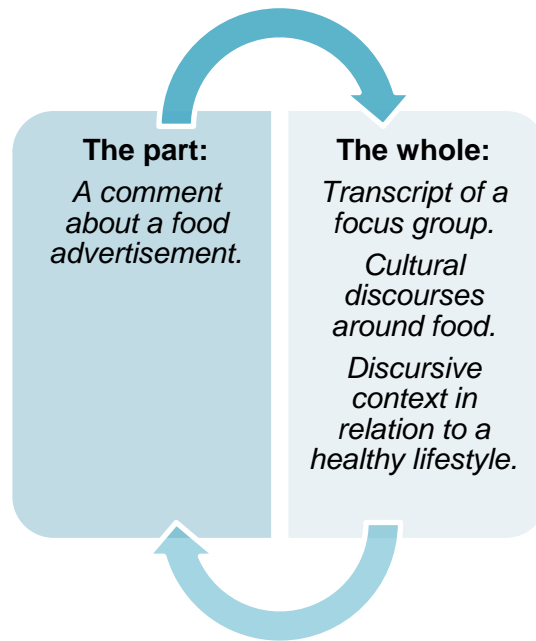 The part:
A comment
about a food
advertisement.
The whole:
Transcript of a
focus group.
Cultural
discourses
around food.
Discursive
context in
relation to a
healthy lifestyle.